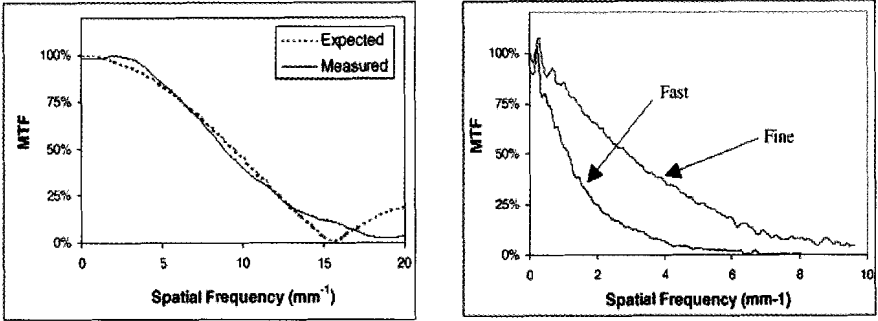 Expected
Measured
100%
75%
50%
25%
0%
MTF
0
5
10
15
20
Spatial Frequency (mm⁻¹)
100%
75%
50%
25%
0%
MTF
Fast
Fine
0
2
4
6
8
10
Spatial Frequency (mm-1)